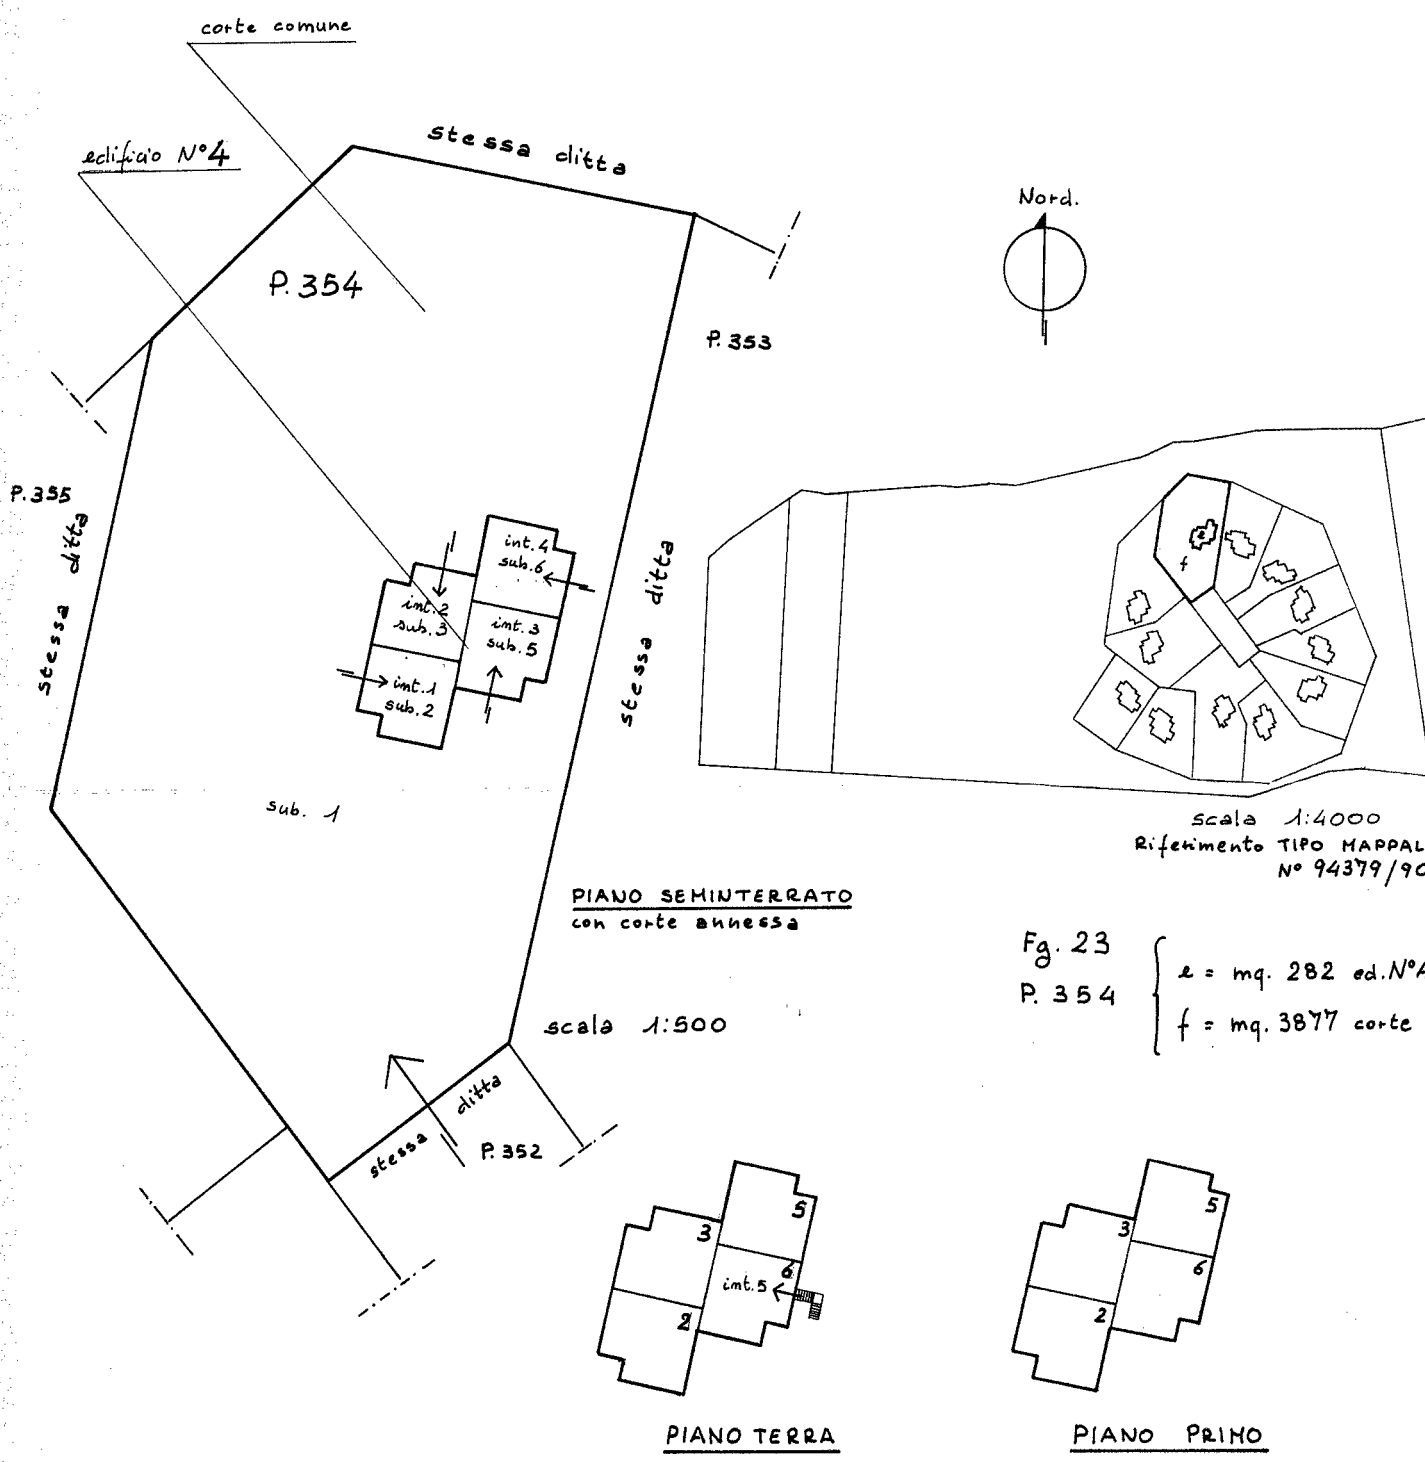 corte comune
edificio N°4
stessa ditta
Nord.
P. 354
P. 353
P. 355
stessa ditta
stessa ditta
int. 4
sub. 6
int. 2
sub. 3
int. 3
sub. 5
int. 1
sub. 2
e
f
sub. 1
scala 1:4000
Riferimento TIPO MAPPAL
N° 94379/90
PIANO SEMINTERRATO
con corte annessa
Fg. 23
P. 354
e = mq. 282 ed. N°4
f = mq. 3877 corte
scala 1:500
stessa ditta
P. 352
3
5
6
int. 5
2
3
5
6
2
PIANO TERRA
PIANO PRIMO